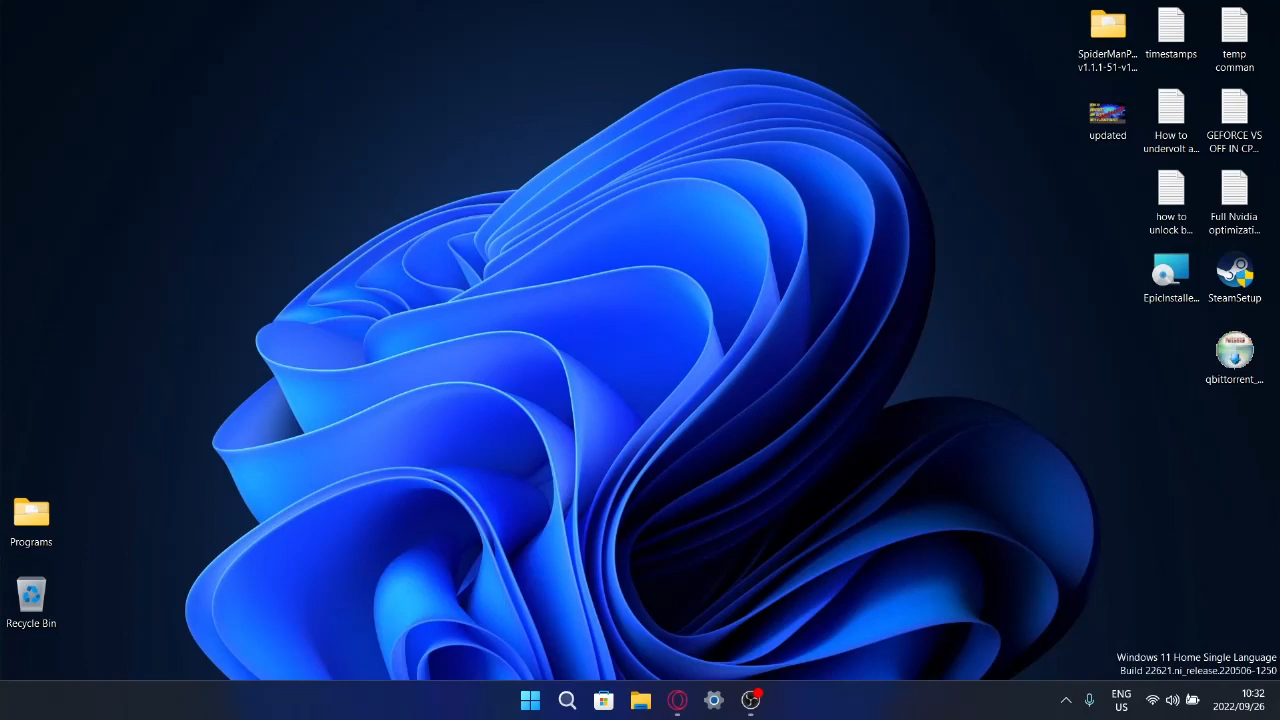 SpiderManP...
v1.1.1-51-v1...
timestamps
temp
comman
updated
How to
undervolt a...
GEFORCE VS
OFF IN CP...
how to
unlock b...
Full Nvidia
optimizati...
EpicInstalle...
SteamSetup
qbittorrent_...
Programs
Recycle Bin
Windows 11 Home Single Language
Build 22621.ni_release.220506-1250
ENG
US
10:32
2022/09/26